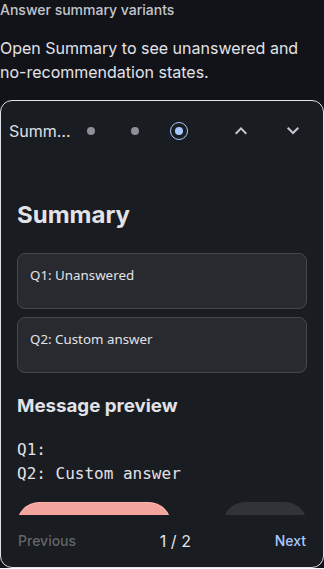 Answer summary variants
Open Summary to see unanswered and
no-recommendation states.
Summ...
Summary
Q1: Unanswered
Q2: Custom answer
Message preview
Q1:
Q2: Custom answer
Previous 1 / 2 Next